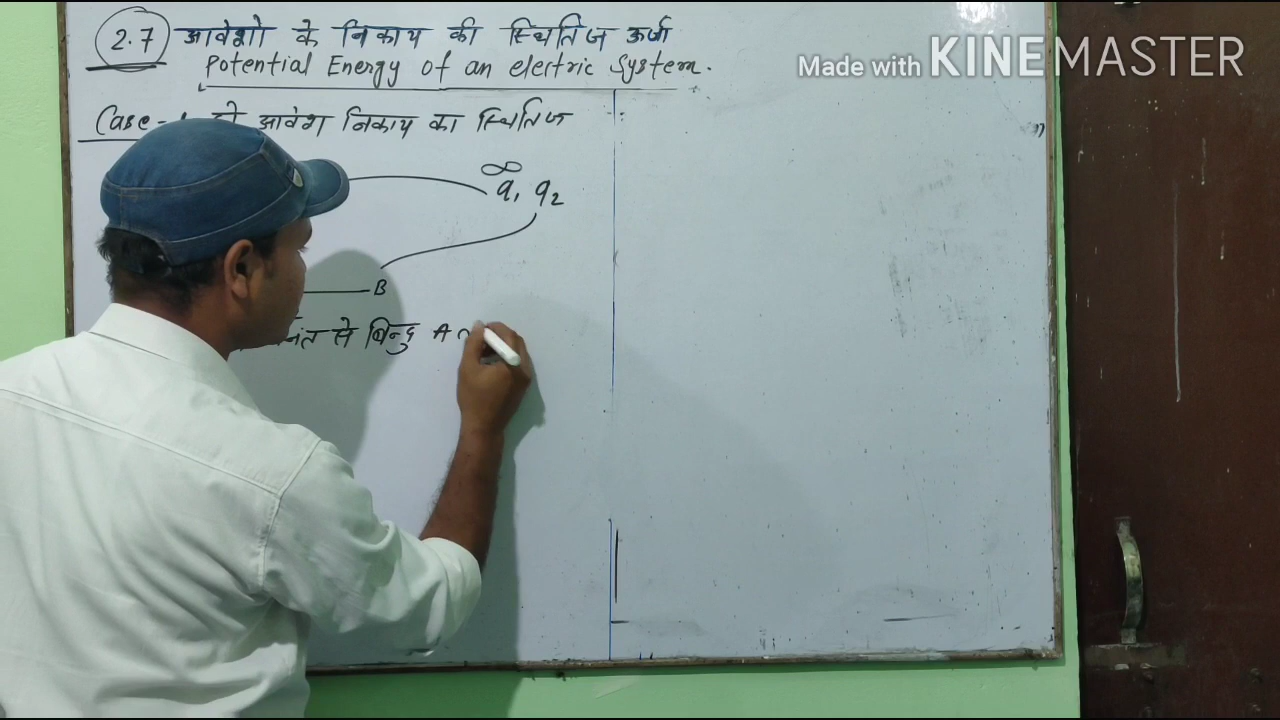 2.7 आवेशो के निकाय की स्थितिज ऊर्जा
Made with KINEMASTER
Potential Energy of an electric System.
Case-
आवेश निकाय का स्थितिज
∞
q₁ q₂
B
से बिन्दु A